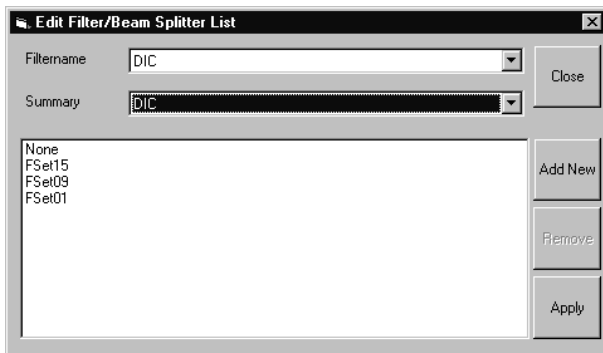 Edit Filter/Beam Splitter List
Filtername DIC
Close
Summary DIC
None
FSet15
FSet09
FSet01
Add New
Remove
Apply